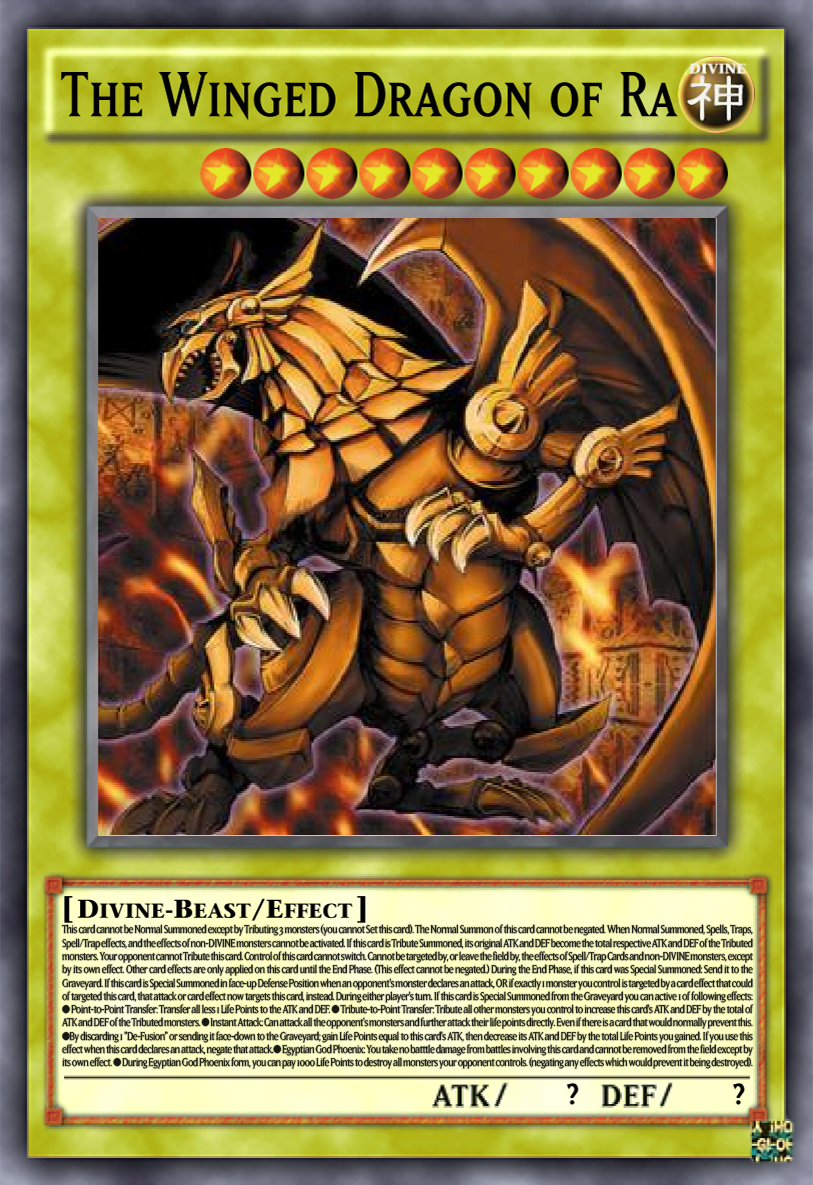 The Winged Dragon of Ra
DIVINE
神
[ Divine-Beast/Effect ]
This card cannot be Normal Summoned except by Tributing 3 monsters (you cannot Set this card). The Normal Summon of this card cannot be negated. When Normal Summoned, Spells, Traps,
Spell/Trap effects, and the effects of non-DIVINE monsters cannot be activated. If this card is Tribute Summoned, its original ATK and DEF become the total respective ATK and DEF of the Tributed
monsters. Your opponent cannot Tribute this card. Control of this card cannot switch. Cannot be targeted by, or leave the field by, the effects of Spell/Trap Cards and non-DIVINE monsters, except
by its own effect. Other card effects are only applied on this card until the End Phase. (This effect cannot be negated.) During the End Phase, if this card was Special Summoned: Send it to the
Graveyard. If this card is Special Summoned in face-up Defense Position when an opponent's monster declares an attack, OR if exactly 1 monster you control is targeted by a card effect that could
of targeted this card, that attack or card effect now targets this card, instead. During either player's turn. If this card is Special Summoned from the Graveyard you can active 1 of following effects:
● Point-to-Point Transfer: Transfer all less 1 Life Points to the ATK and DEF. ● Tribute-to-Point Transfer: Tribute all other monsters you control to increase this card's ATK and DEF by the total of
ATK and DEF of the Tributed monsters. ● Instant Attack: Can attack all the opponent's monsters and further attack their life points directly. Even if there is a card that would normally prevent this.
●By discarding 1 "De-Fusion" or sending it face-down to the Graveyard; gain Life Points equal to this card's ATK, then decrease its ATK and DEF by the total Life Points you gained. If you use this
effect when this card declares an attack, negate that attack.● Egyptian God Phoenix: You take no batttle damage from battles involving this card and cannot be removed from the field except by
its own effect. ● During Egyptian God Phoenix form, you can pay 1000 Life Points to destroy all monsters your opponent controls. (negating any effects which would prevent it being destroyed).
ATK/ ? DEF/ ?